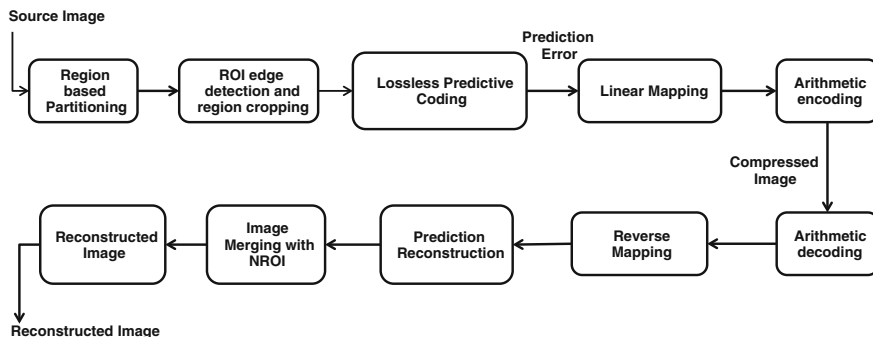 Source Image
Region
based
Partitioning
ROI edge
detection and
region cropping
Lossless Predictive
Coding
Prediction
Error
Linear Mapping
Arithmetic
encoding
Compressed
Image
Arithmetic
decoding
Reverse
Mapping
Prediction
Reconstruction
Image
Merging with
NROI
Reconstructed
Image
Reconstructed Image